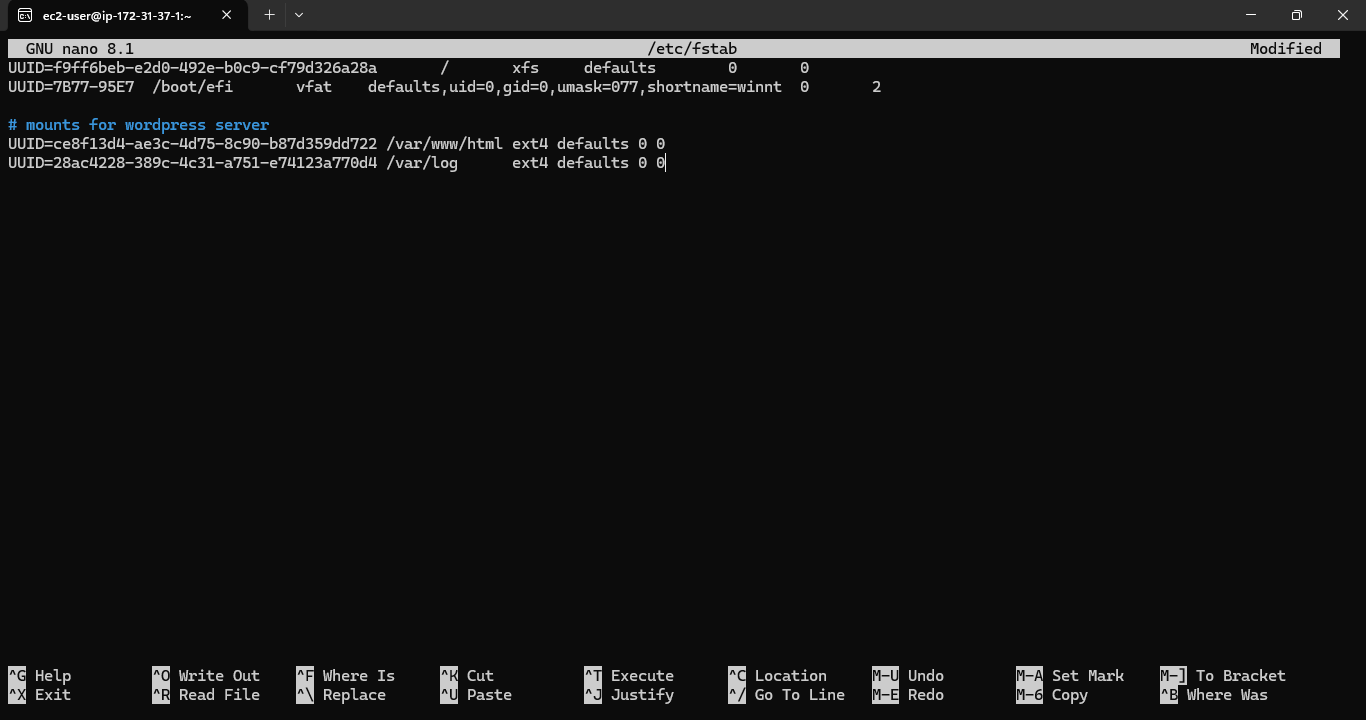 ec2-user@ip-172-31-37-1:~
GNU nano 8.1 /etc/fstab Modified
UUID=f9ff6beb-e2d0-492e-b0c9-cf79d326a28a / xfs defaults 0 0
UUID=7B77-95E7 /boot/efi vfat defaults,uid=0,gid=0,umask=077,shortname=winnt 0 2
# mounts for wordpress server
UUID=ce8f13d4-ae3c-4d75-8c90-b87d359dd722 /var/www/html ext4 defaults 0 0
UUID=28ac4228-389c-4c31-a751-e74123a770d4 /var/log ext4 defaults 0 0
^G Help ^O Write Out ^F Where Is ^K Cut ^T Execute ^C Location M-U Undo M-A Set Mark M-] To Bracket
^X Exit ^R Read File ^\ Replace ^U Paste ^J Justify ^/ Go To Line M-E Redo M-6 Copy ^B Where Was